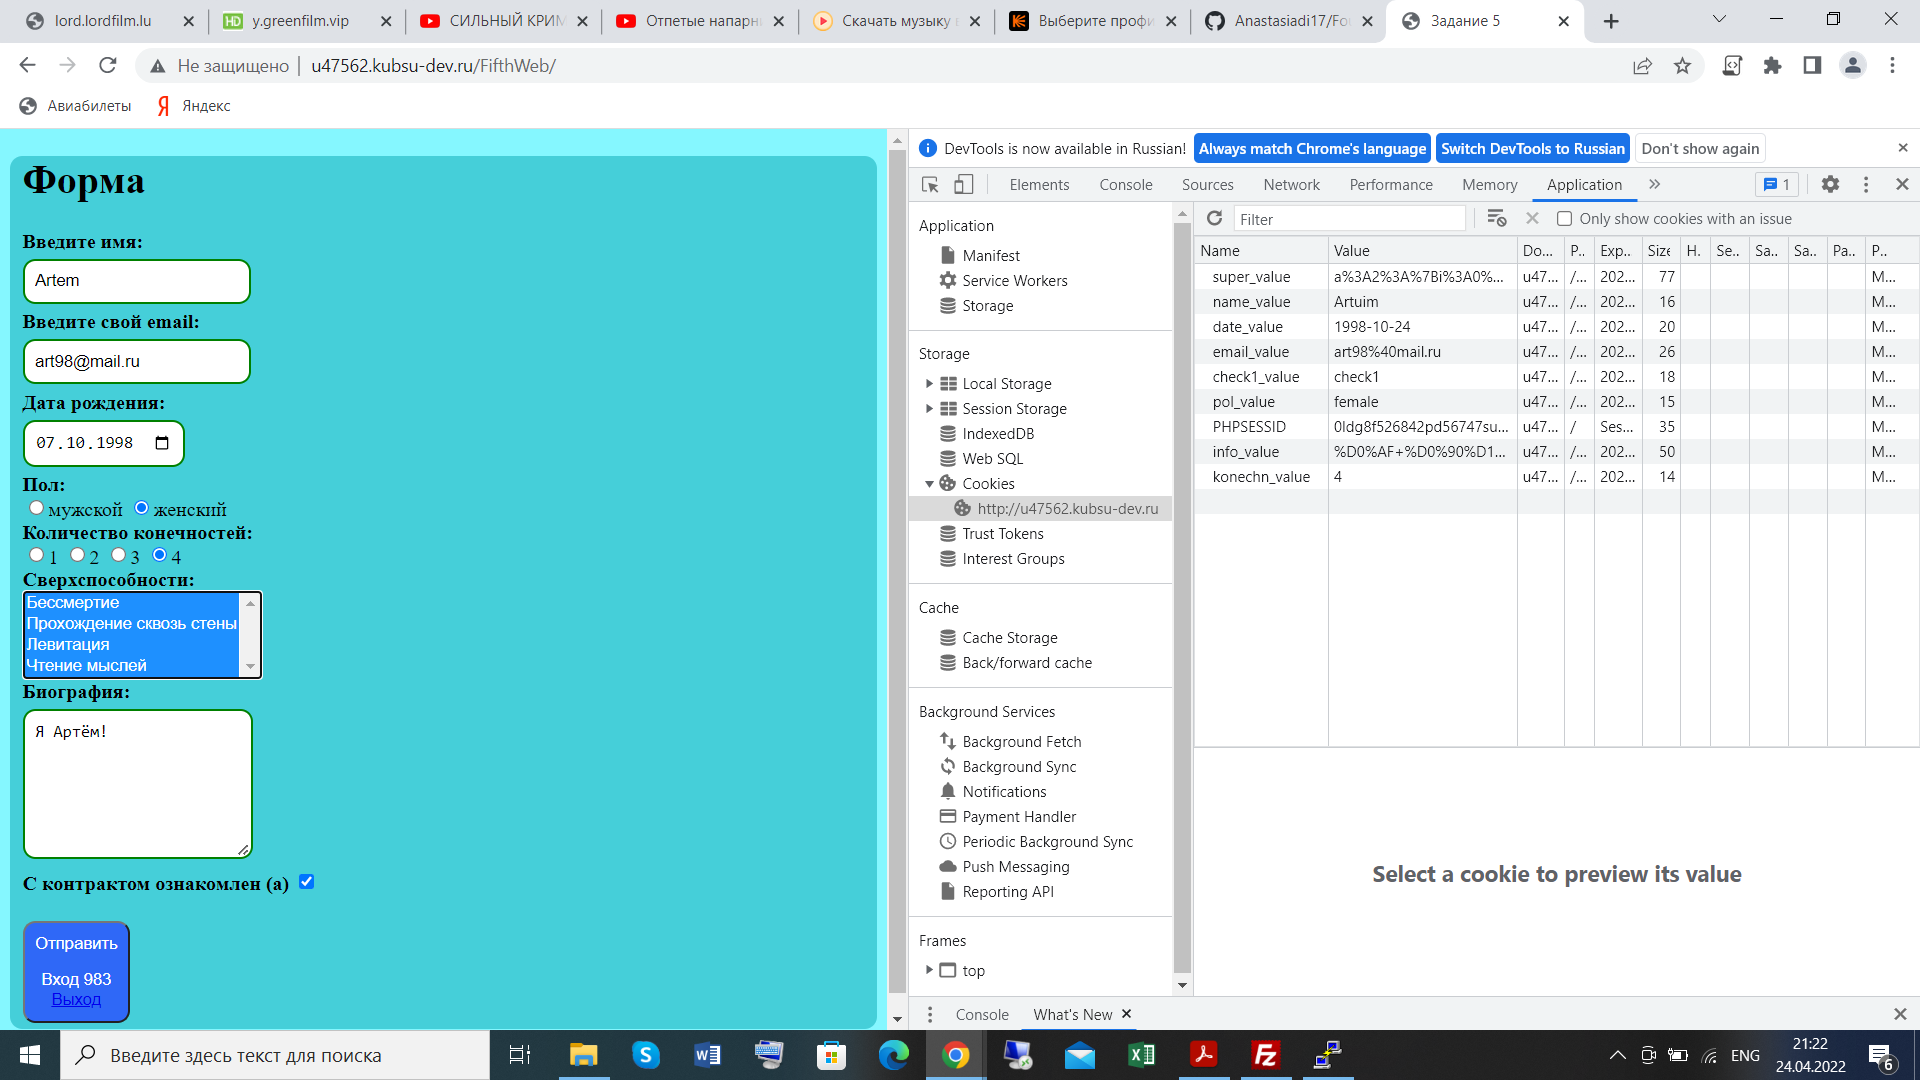 lord.lordfilm.lu
y.greenfilm.vip
СИЛЬНЫЙ КРИМ
Отпетые напарн
Скачать музыку
Выберите профи
Anastasiadi17/Fo
Задание 5
Не защищено
u47562.kubsu-dev.ru/FifthWeb/
Авиабилеты
Яндекс
Форма
Введите имя:
Artem
Введите свой email:
art98@mail.ru
Дата рождения:
07.10.1998
Пол:
мужской женский
Количество конечностей:
1 2 3 4
Сверхспособности:
Бессмертие
Прохождение сквозь стены
Левитация
Чтение мыслей
Биография:
Я Артём!
С контрактом ознакомлен (а)
Отправить
Вход 983
Выход
DevTools is now available in Russian! Always match Chrome's language Switch DevTools to Russian Don't show again
Elements Console Sources Network Performance Memory Application 1
Application
Manifest
Service Workers
Storage
Storage
Local Storage
Session Storage
IndexedDB
Web SQL
Cookies
http://u47562.kubsu-dev.ru
Trust Tokens
Interest Groups
Cache
Cache Storage
Back/forward cache
Background Services
Background Fetch
Background Sync
Notifications
Payment Handler
Periodic Background Sync
Push Messaging
Reporting API
Frames
top
Filter
Only show cookies with an issue
Name Value Do... P.. Exp.. Size H. Se.. Sa.. Sa.. Pa.. P..
super_value a%3A2%3A%7Bi%3A0%... u47... /... 202... 77 M...
name_value Artuim u47... /... 202... 16 M...
date_value 1998-10-24 u47... /... 202... 20 M...
email_value art98%40mail.ru u47... /... 202... 26 M...
check1_value check1 u47... /... 202... 18 M...
pol_value female u47... /... 202... 15 M...
PHPSESSID 0ldg8f526842pd56747su... u47... / Ses... 35 M...
info_value %D0%AF+%D0%90%D1... u47... /... 202... 50 M...
konechn_value 4 u47... /... 202... 14 M...
Select a cookie to preview its value
Console What's New
Введите здесь текст для поиска
ENG
21:22
24.04.2022
6